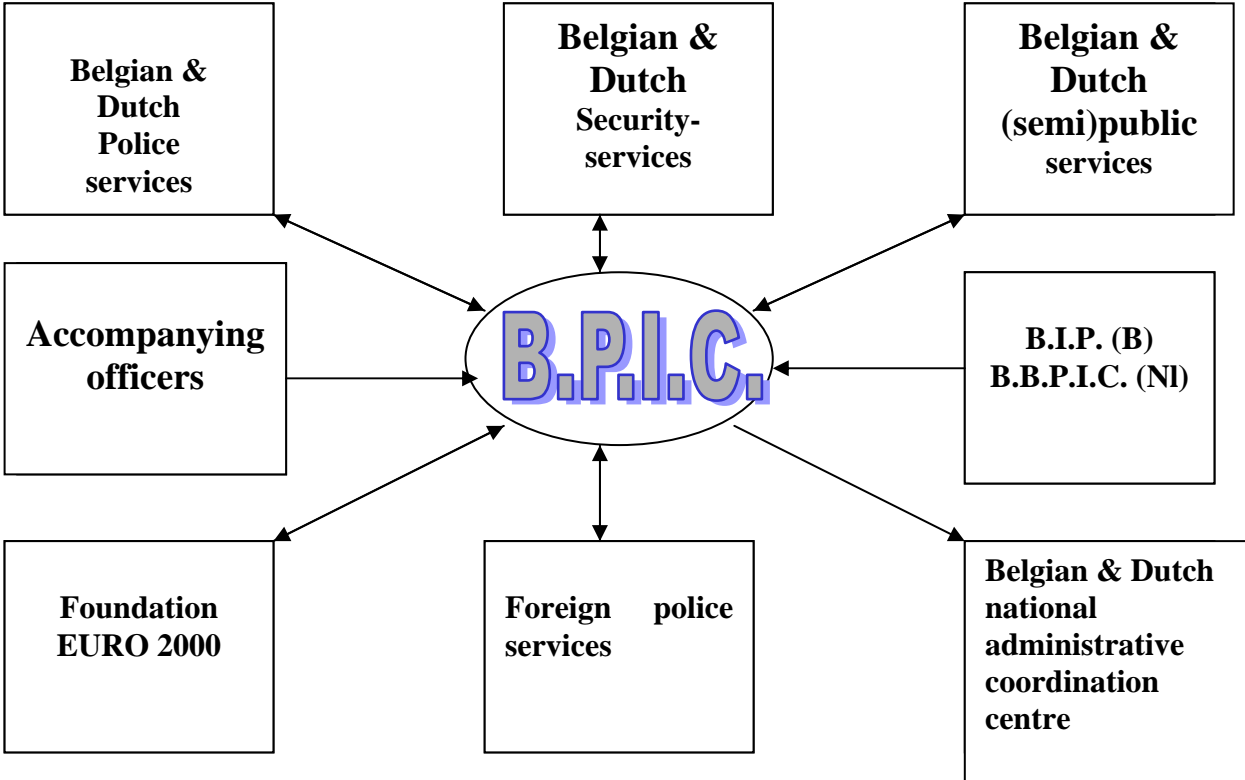 Belgian &
Dutch
Police
services
Belgian &
Dutch
Security-
services
Belgian &
Dutch
(semi)public
services
Accompanying
officers
B.P.I.C.
B.I.P. (B)
B.B.P.I.C. (Nl)
Foundation
EURO 2000
Foreign police
services
Belgian & Dutch
national
administrative
coordination
centre